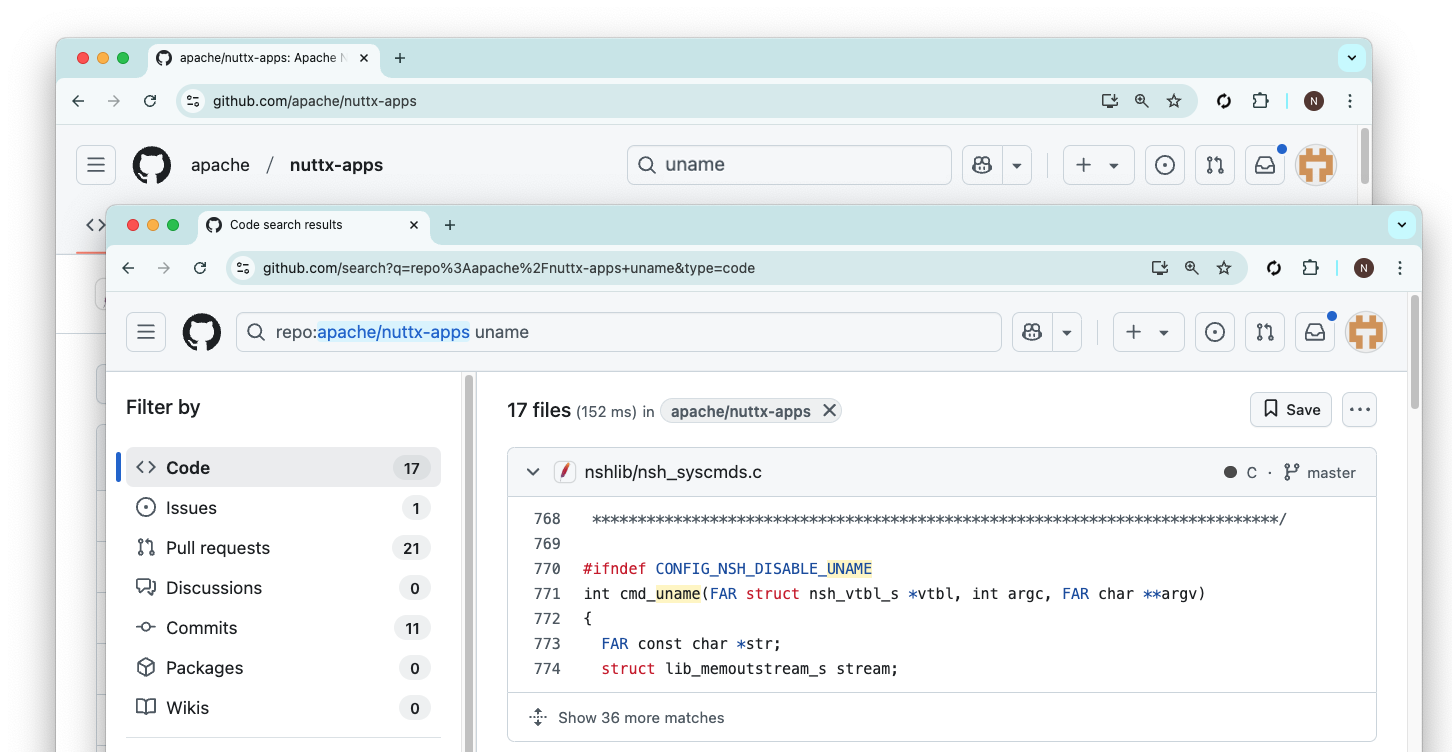 apache/nuttx-apps: Apache N
github.com/apache/nuttx-apps
N
apache / nuttx-apps
uname
Code search results
github.com/search?q=repo%3Aapache%2Fnuttx-apps+uname&type=code
N
repo:apache/nuttx-apps uname
Filter by
Code 17
Issues 1
Pull requests 21
Discussions 0
Commits 11
Packages 0
Wikis 0
17 files (152 ms) in apache/nuttx-apps
Save
nshlib/nsh_syscmds.c
C · master
768 ****************************************************************************/
769
770 #ifndef CONFIG_NSH_DISABLE_UNAME
771 int cmd_uname(FAR struct nsh_vtbl_s *vtbl, int argc, FAR char **argv)
772 {
773 FAR const char *str;
774 struct lib_memoutstream_s stream;
Show 36 more matches